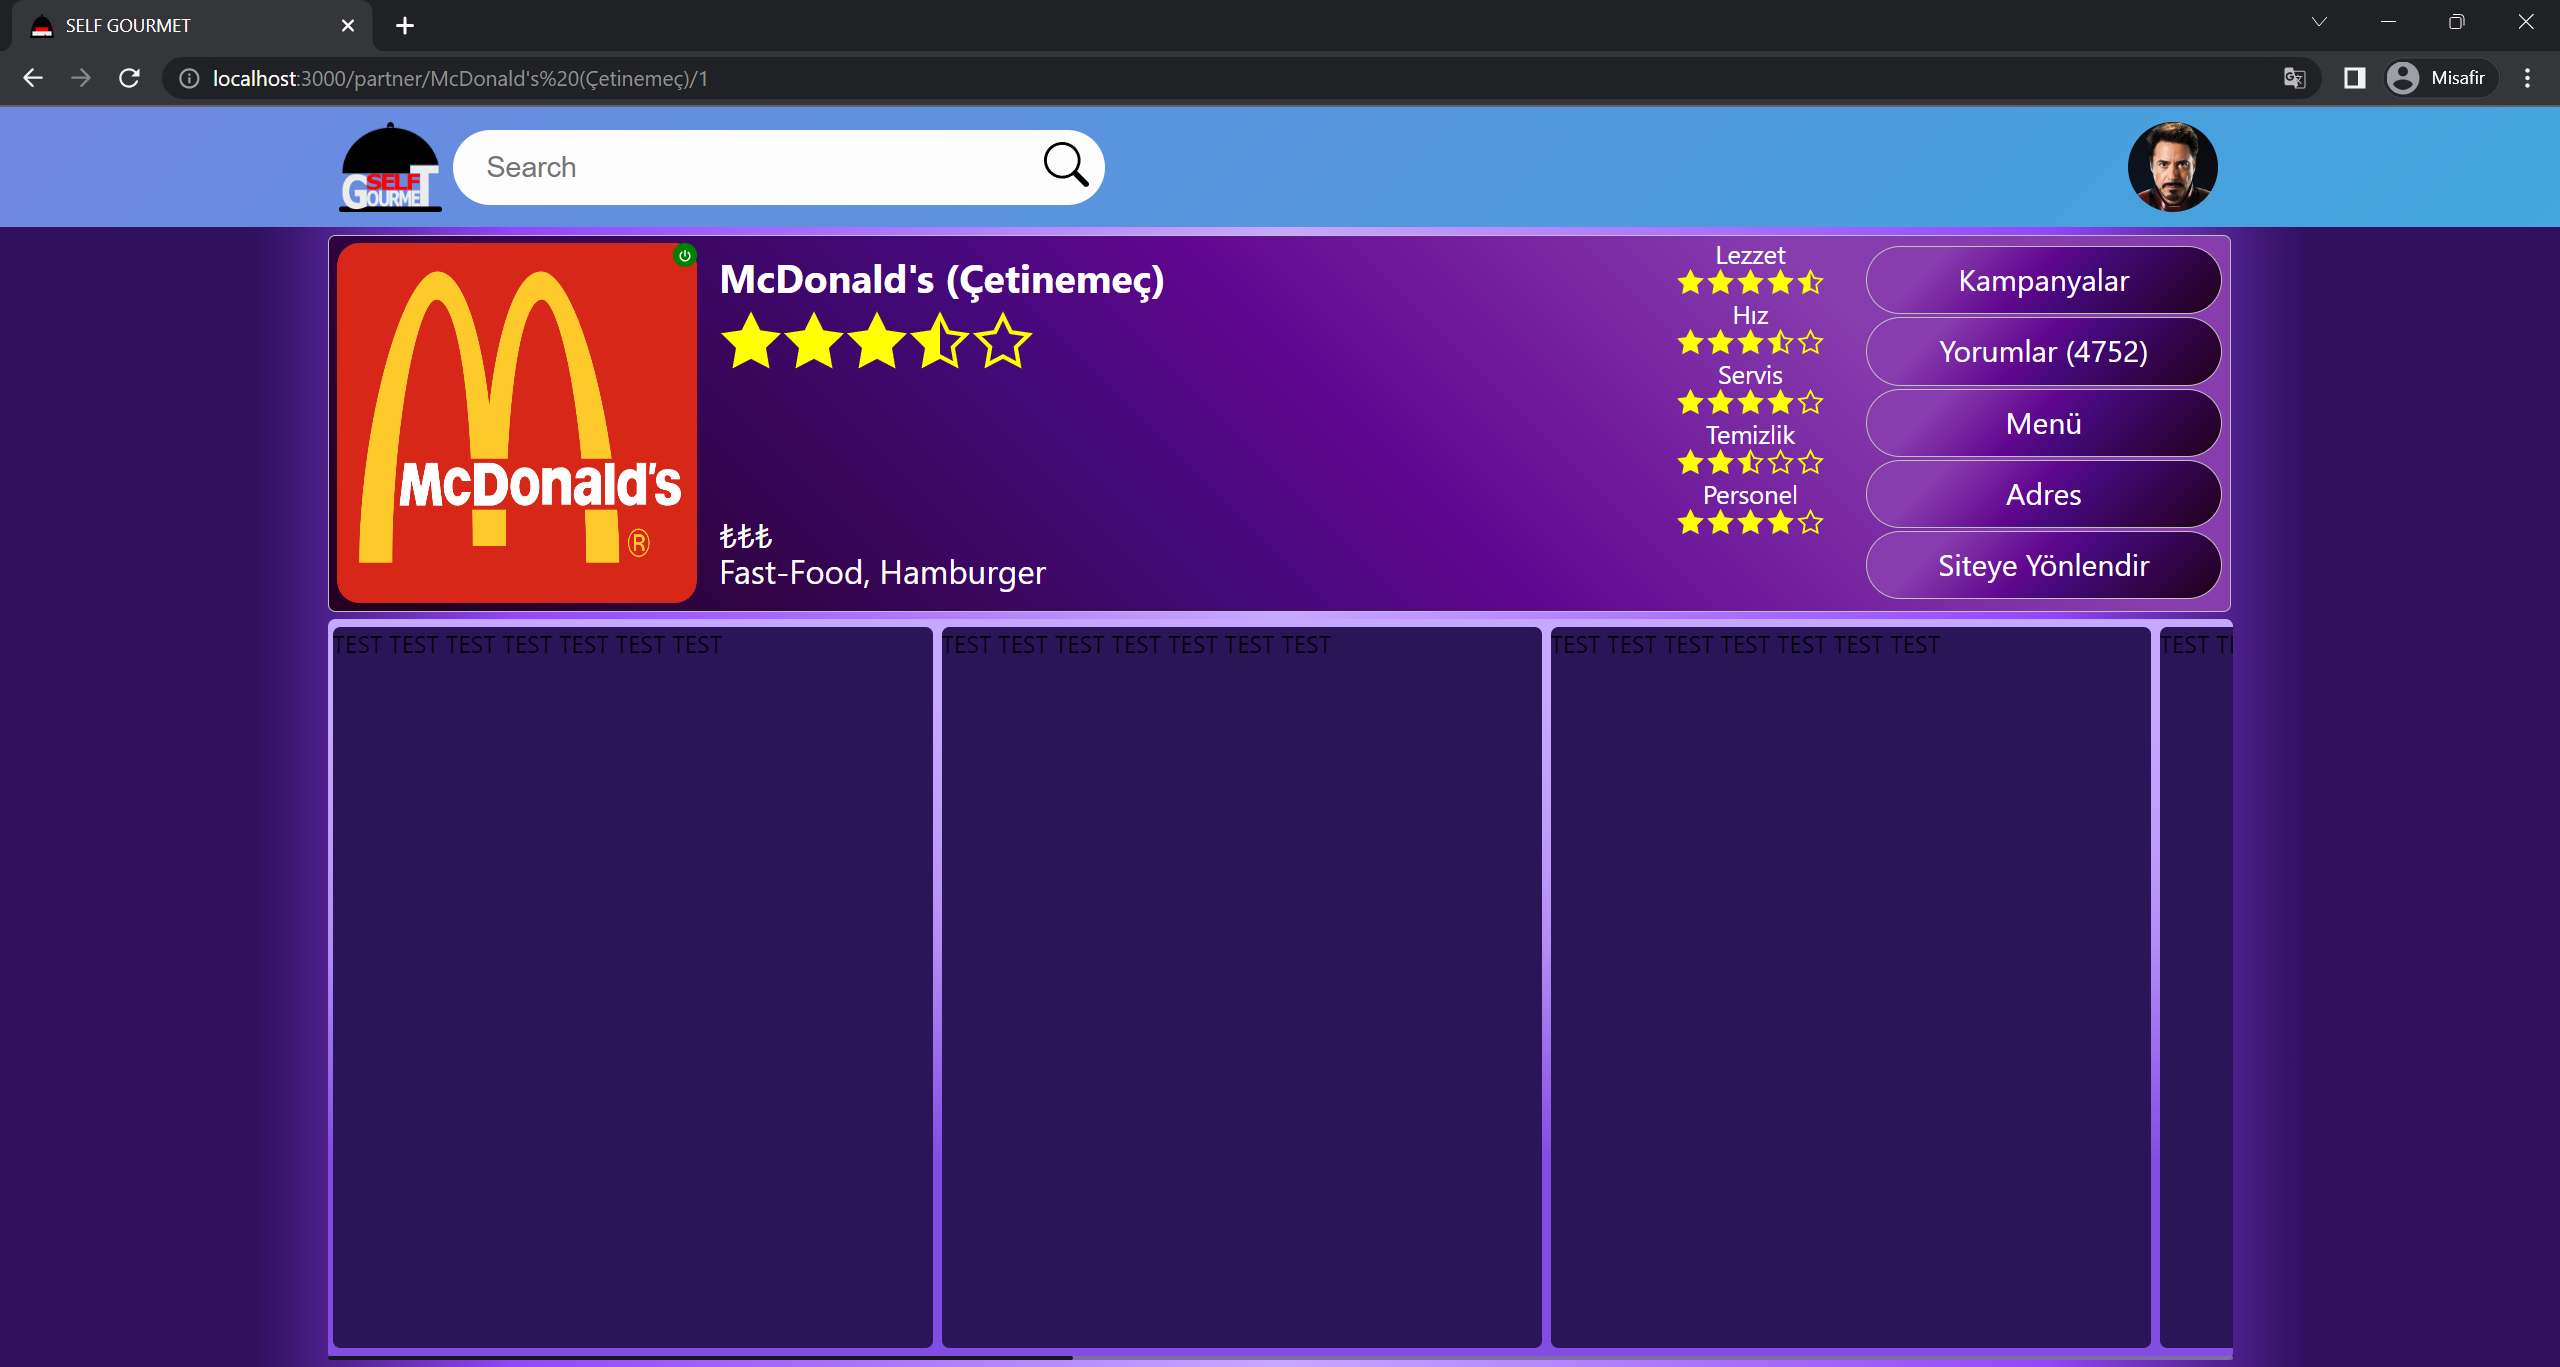 SELF GOURMET
localhost:3000/partner/McDonald's%20(Çetinemeç)/1
Misafir
SELF
GOURMET
Search
McDonald's
®
McDonald's (Çetinemeç)
₺₺₺
Fast-Food, Hamburger
Lezzet
Hız
Servis
Temizlik
Personel
Kampanyalar
Yorumlar (4752)
Menü
Adres
Siteye Yönlendir
TEST TEST TEST TEST TEST TEST TEST
TEST TEST TEST TEST TEST TEST TEST
TEST TEST TEST TEST TEST TEST TEST
TEST TE